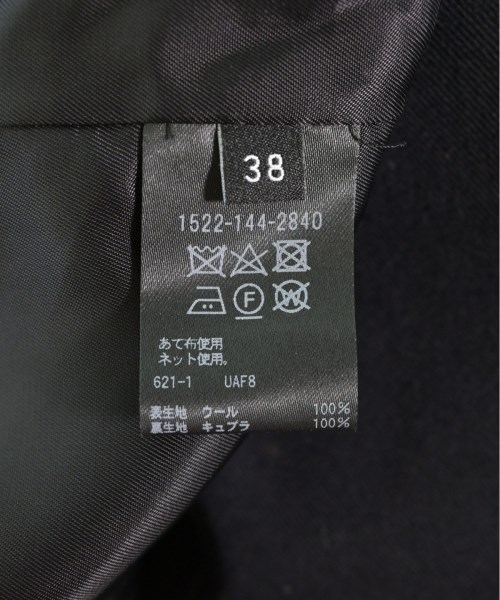 38
1522-144-2840
F W
あて布使用
ネット使用。
621-1 UAF8
表生地 ウール 100%
裏生地 キュプラ 100%